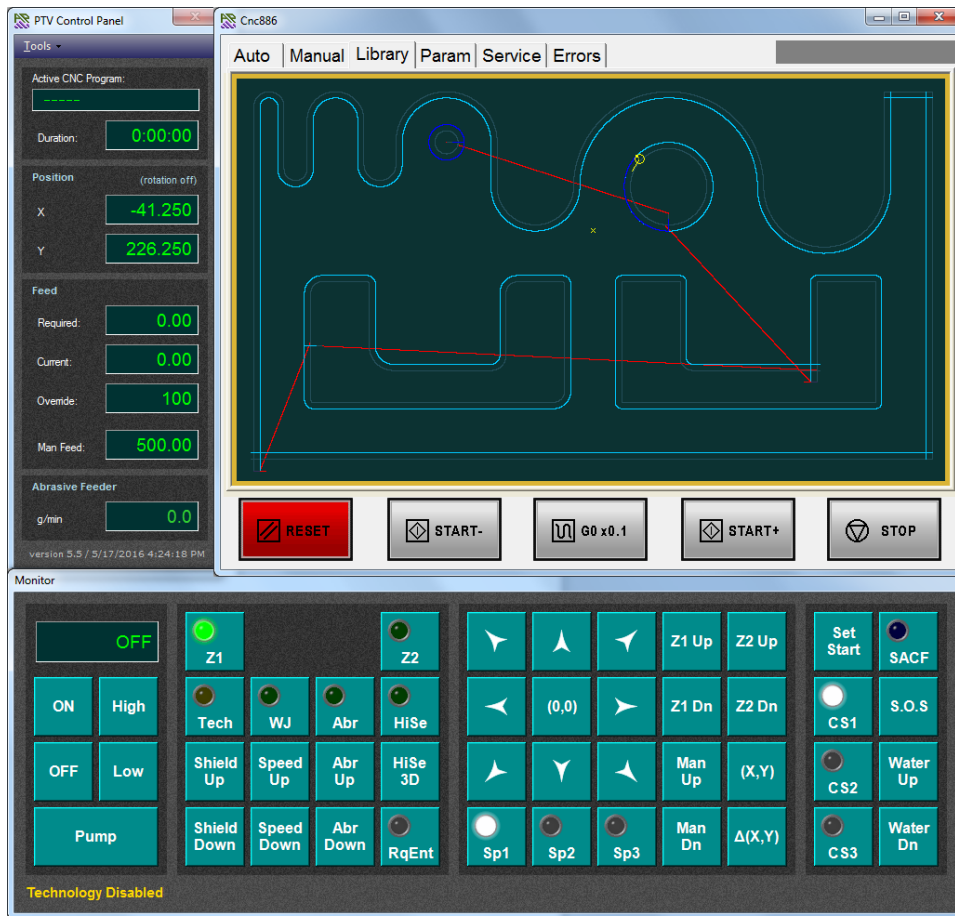 PTV Control Panel
Tools
Active CNC Program:
-----
Duration: 0:00:00
Position (rotation off)
X -41.250
Y 226.250
Feed
Required: 0.00
Current: 0.00
Override: 100
Man Feed: 500.00
Abrasive Feeder
g/min 0.0
version 5.5 / 5/17/2016 4:24:18 PM
Cnc886
Auto Manual Library Param Service Errors
RESET START- G0 x0.1 START+ STOP
Monitor
OFF
ON High
OFF Low
Pump
Z1 Z2
Tech WJ Abr HiSe
Shield Up Speed Up Abr Up HiSe 3D
Shield Down Speed Down Abr Down RqEnt
Z1 Up Z2 Up
(0,0) Z1 Dn Z2 Dn
Man Up (X,Y)
Sp1 Sp2 Sp3 Man Dn Δ(X,Y)
Set Start SACF
CS1 S.O.S
CS2 Water Up
CS3 Water Dn
Technology Disabled